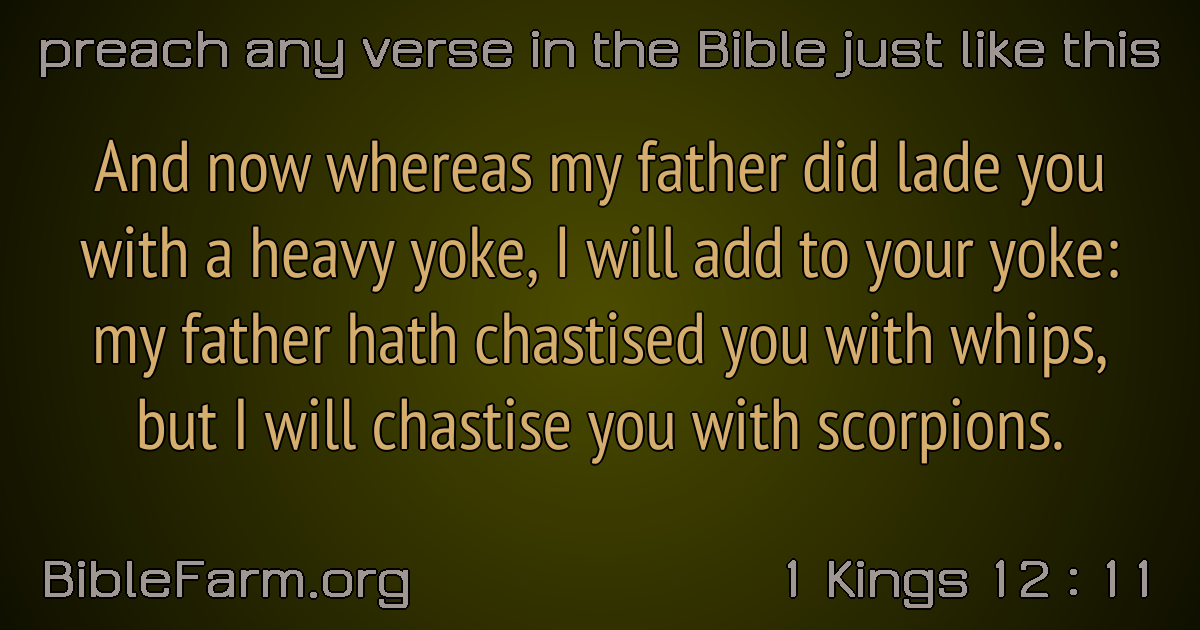 preach any verse in the Bible just like this
And now whereas my father did lade you
with a heavy yoke, I will add to your yoke:
my father hath chastised you with whips,
but I will chastise you with scorpions.
BibleFarm.org
1 Kings 12 : 11